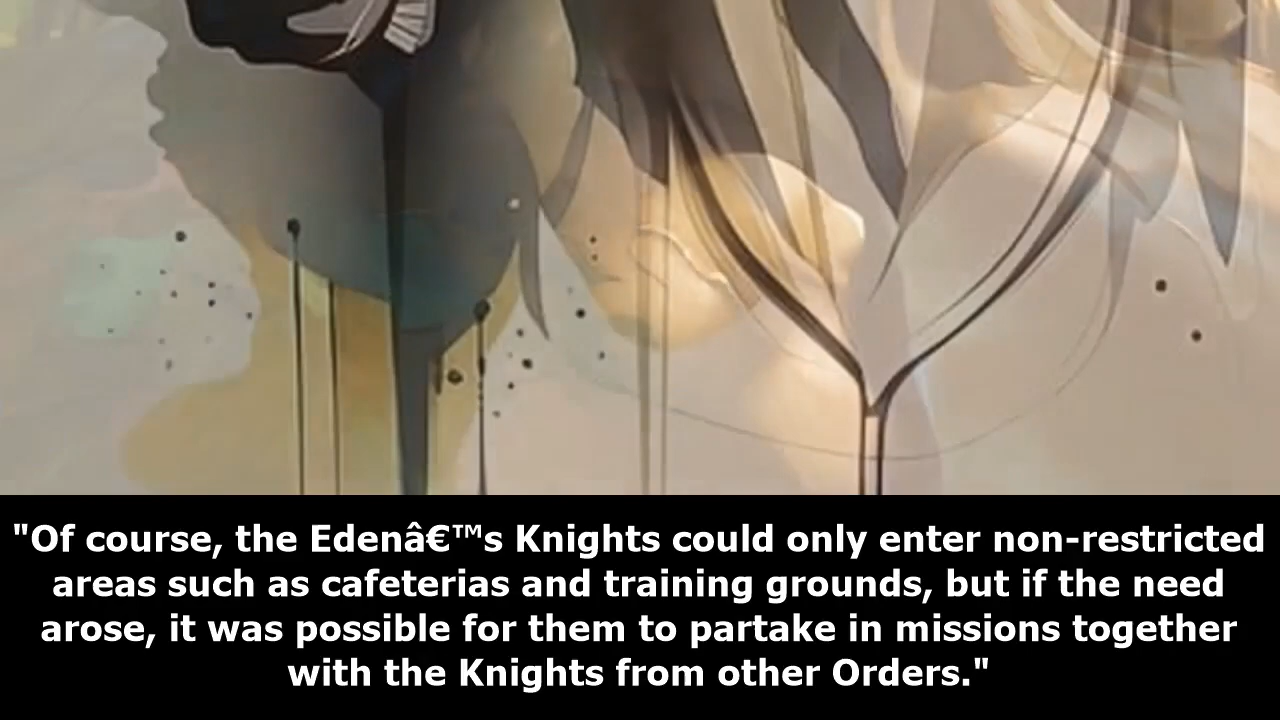 "Of course, the Edenâ€™s Knights could only enter non-restricted
areas such as cafeterias and training grounds, but if the need
arose, it was possible for them to partake in missions together
with the Knights from other Orders."